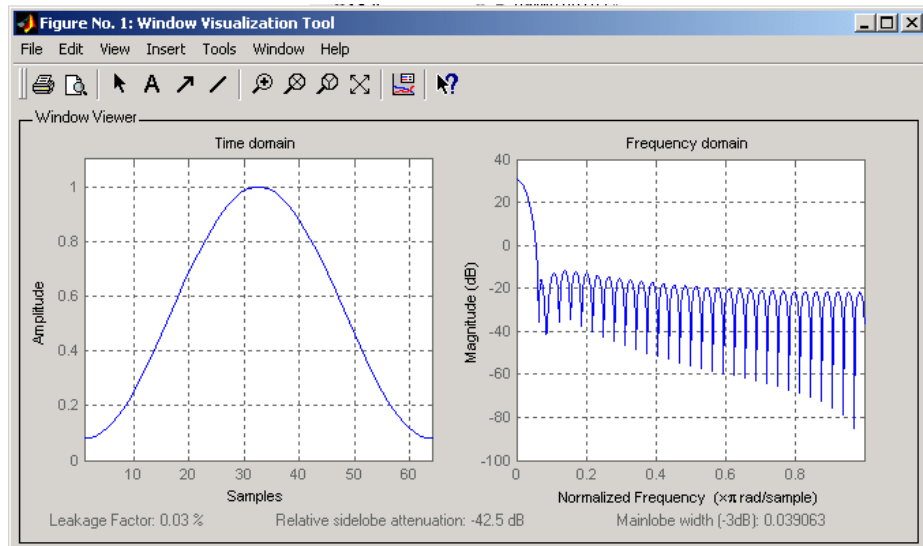 Figure No. 1: Window Visualization Tool
File Edit View Insert Tools Window Help
A
Window Viewer
Time domain
Frequency domain
1
0.8
0.6
0.4
0.2
0
Amplitude
10 20 30 40 50 60
Samples
40
20
0
-20
-40
-60
-80
-100
Magnitude (dB)
0 0.2 0.4 0.6 0.8
Normalized Frequency (×π rad/sample)
Leakage Factor: 0.03 % Relative sidelobe attenuation: -42.5 dB Mainlobe width (-3dB): 0.039063